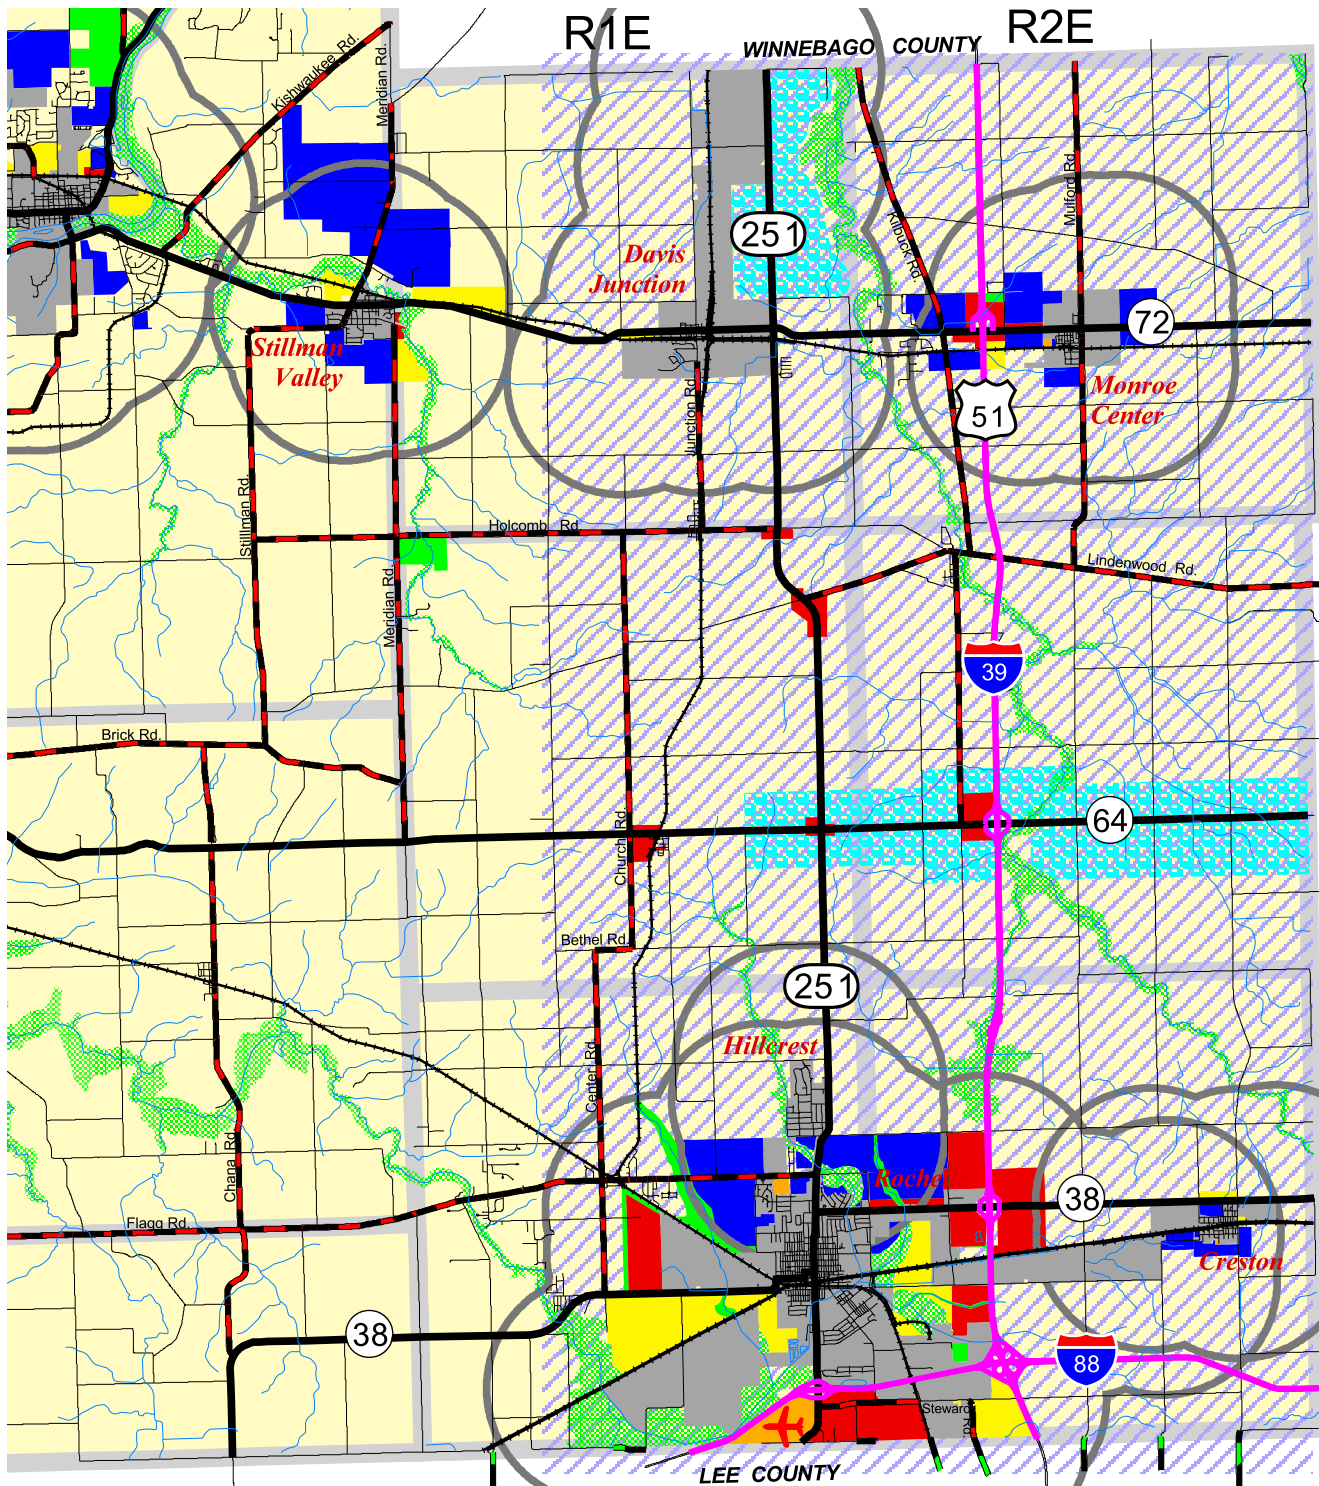 R1E
R2E
WINNEBAGO COUNTY
Kishwaukee Rd.
Meridian Rd.
Mulford Rd.
Kilbuck Rd.
251
Davis
Junction
72
Stillman
Valley
Monroe
Center
51
Junction Rd.
Stillman Rd.
Holcomb Rd.
Meridian Rd.
Lindenwood Rd.
39
Brick Rd.
64
Church Rd.
Bethel Rd.
251
Hillcrest
Center Rd.
Chana Rd.
Roche
38
Flagg Rd.
Creston
38
88
Steward
Rd.
LEE COUNTY